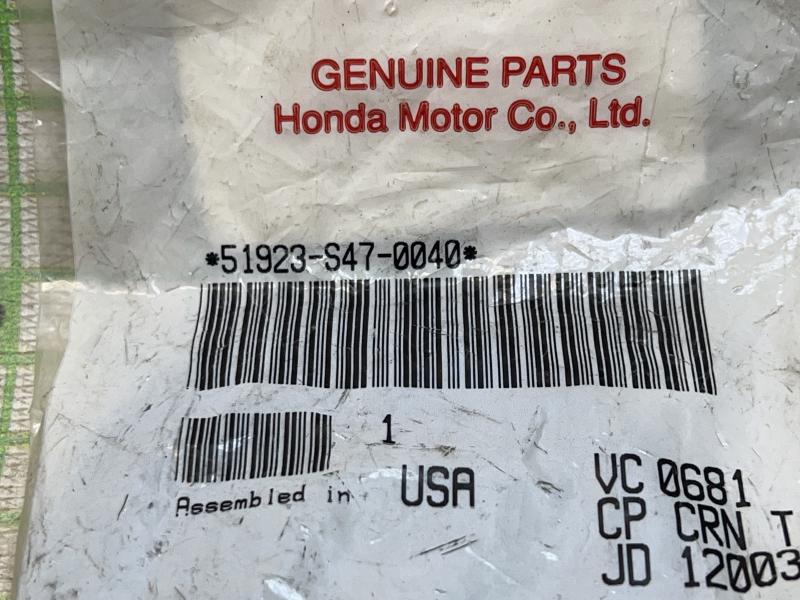 GENUINE PARTS
Honda Motor Co., Ltd.
*51923-S47-0040*
1
Assembled in USA
VC 0681
CP CRN T
JD 12003